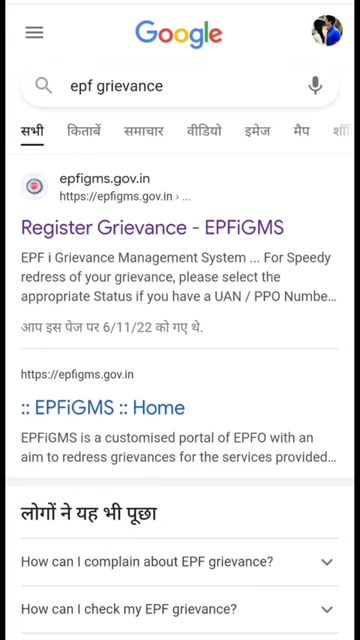 Google
epf grievance
सभी किताबें समाचार वीडियो इमेज मैप
epfigms.gov.in
https://epfigms.gov.in › ...
Register Grievance - EPFiGMS
EPF i Grievance Management System ... For Speedy
redress of your grievance, please select the
appropriate Status if you have a UAN / PPO Numbe...
आप इस पेज पर 6/11/22 को गए थे.
https://epfigms.gov.in
:: EPFiGMS :: Home
EPFiGMS is a customised portal of EPFO with an
aim to redress grievances for the services provided...
लोगों ने यह भी पूछा
How can I complain about EPF grievance?
How can I check my EPF grievance?